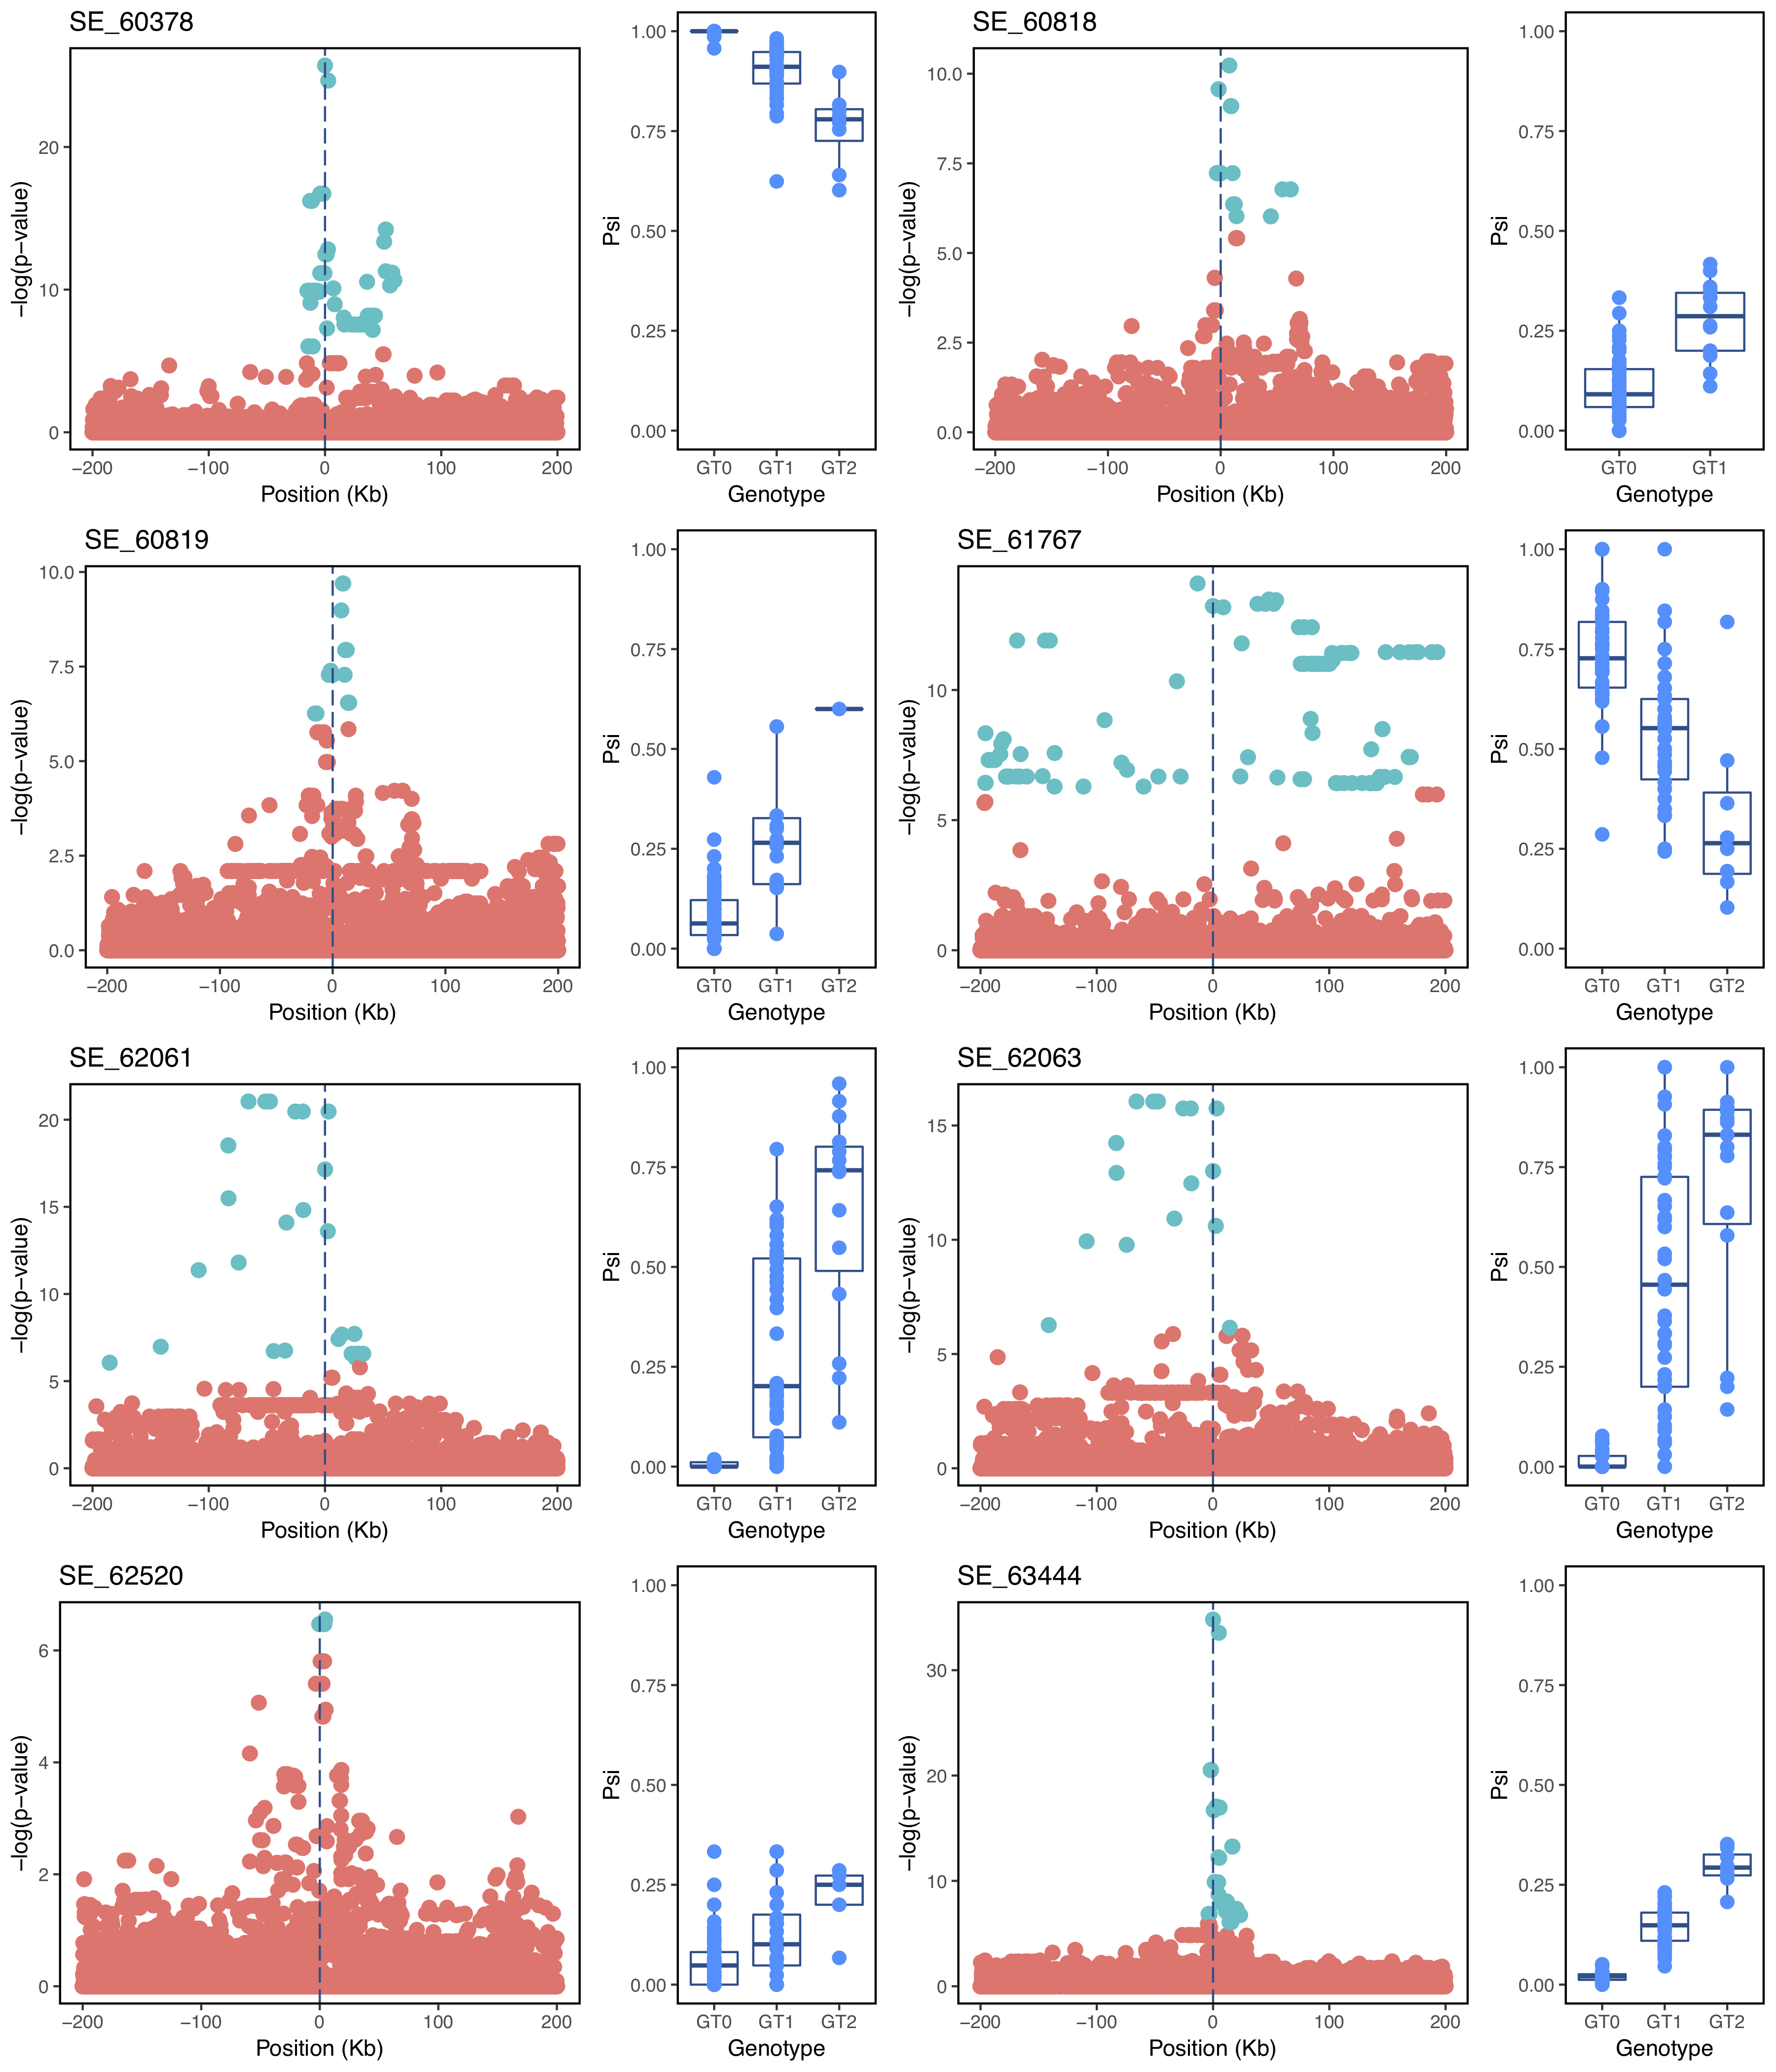 SE_60378
−log(p−value)
20
10
0
−200
−100
0
100
200
Position (Kb)
Psi
1.00
0.75
0.50
0.25
0.00
GT0
GT1
GT2
Genotype
SE_60818
−log(p−value)
10.0
7.5
5.0
2.5
0.0
−200
−100
0
100
200
Position (Kb)
Psi
1.00
0.75
0.50
0.25
0.00
GT0
GT1
Genotype
SE_60819
−log(p−value)
10.0
7.5
5.0
2.5
0.0
−200
−100
0
100
200
Position (Kb)
Psi
1.00
0.75
0.50
0.25
0.00
GT0
GT1
GT2
Genotype
SE_61767
−log(p−value)
10
5
0
−200
−100
0
100
200
Position (Kb)
Psi
1.00
0.75
0.50
0.25
0.00
GT0
GT1
GT2
Genotype
SE_62061
−log(p−value)
20
15
10
5
0
−200
−100
0
100
200
Position (Kb)
Psi
1.00
0.75
0.50
0.25
0.00
GT0
GT1
GT2
Genotype
SE_62063
−log(p−value)
15
10
5
0
−200
−100
0
100
200
Position (Kb)
Psi
1.00
0.75
0.50
0.25
0.00
GT0
GT1
GT2
Genotype
SE_62520
−log(p−value)
6
4
2
0
−200
−100
0
100
200
Position (Kb)
Psi
1.00
0.75
0.50
0.25
0.00
GT0
GT1
GT2
Genotype
SE_63444
−log(p−value)
30
20
10
0
−200
−100
0
100
200
Position (Kb)
Psi
1.00
0.75
0.50
0.25
0.00
GT0
GT1
GT2
Genotype